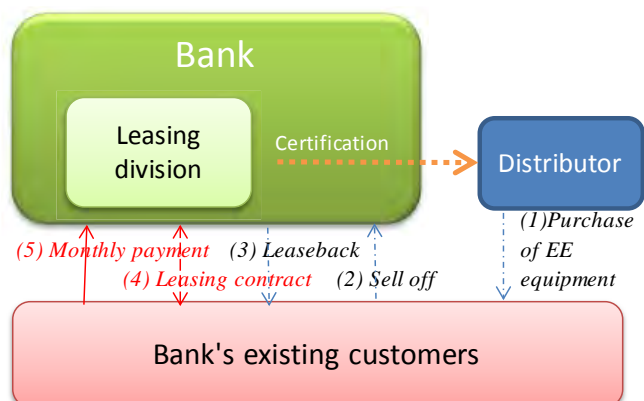 Bank
Leasing
division
Certification
Distributor
(1)Purchase
of EE
equipment
(5) Monthly payment
(3) Leaseback
(4) Leasing contract
(2) Sell off
Bank's existing customers